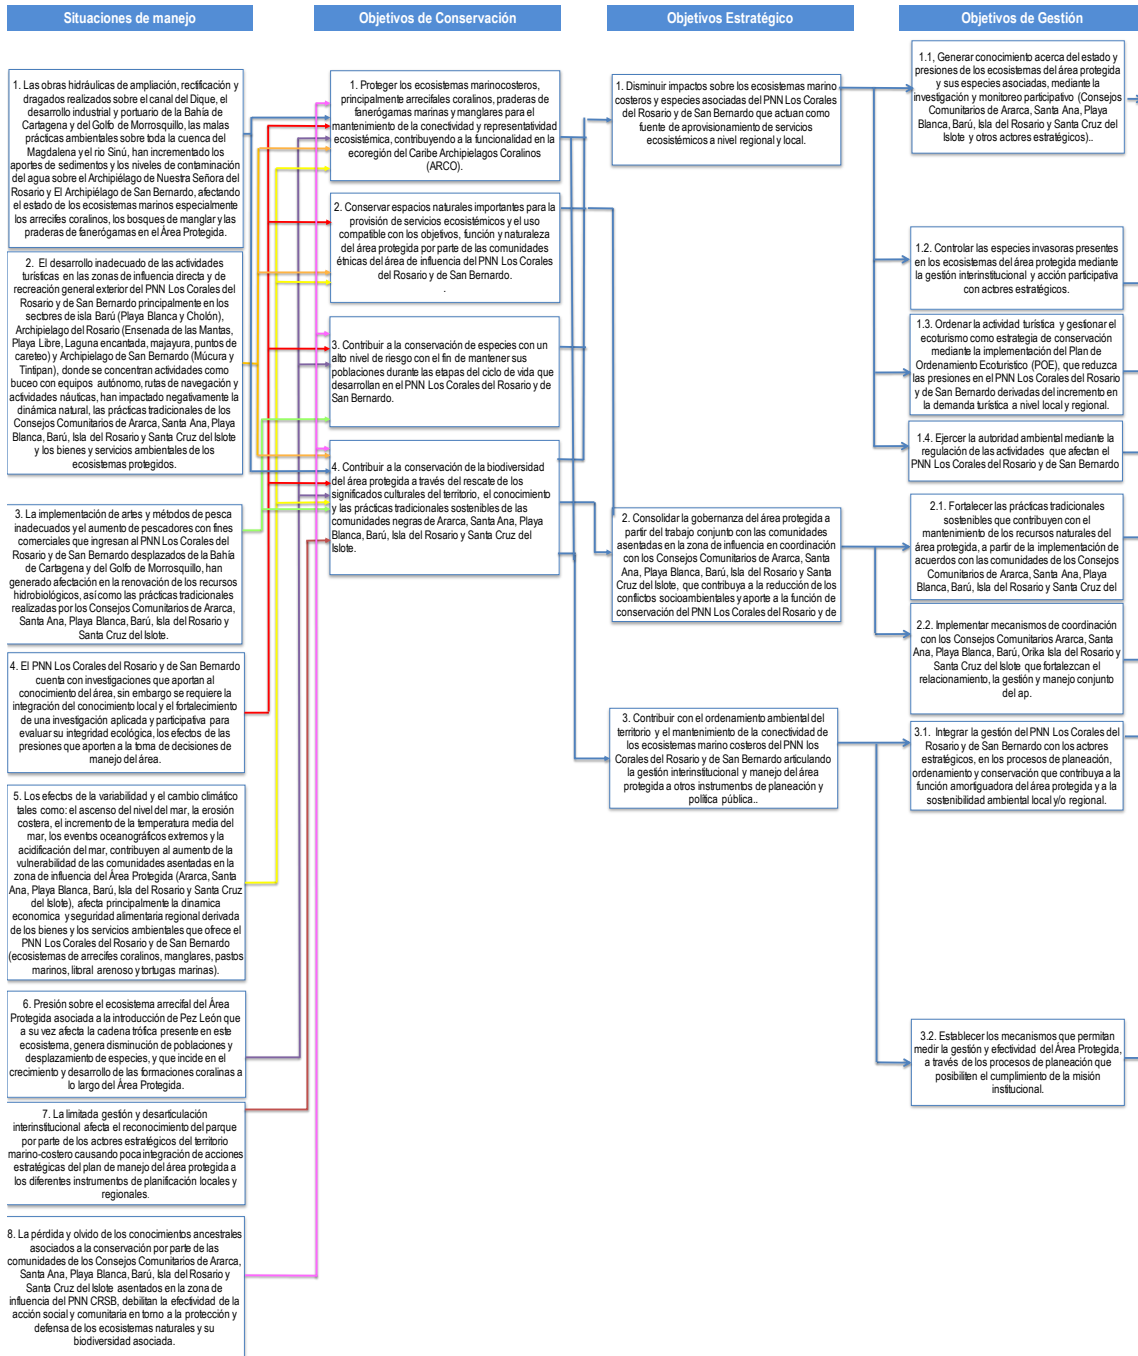 Situaciones de manejo
1. Las obras hidráulicas de ampliación, rectificación y
dragados realizados sobre el canal del Dique, el
desarrollo industrial y portuario de la Bahía de
Cartagena y del Golfo de Morrosquillo, las malas
prácticas ambientales sobre toda la cuenca del
Magdalena y el rio Sinú, han incrementado los
aportes de sedimentos y los niveles de contaminación
del agua sobre el Archipiélago de Nuestra Señora del
Rosario y El Archipiélago de San Bernardo, afectando
el estado de los ecosistemas marinos especialmente
los arrecifes coralinos, los bosques de manglar y las
praderas de fanerógamas en el Área Protegida.
2. El desarrollo inadecuado de las actividades
turísticas en las zonas de influencia directa y de
recreación general exterior del PNN Los Corales del
Rosario y de San Bernardo principalmente en los
sectores de isla Barú (Playa Blanca y Cholón),
Archipielago del Rosario (Ensenada de las Mantas,
Playa Libre, Laguna encantada, majayura, puntos de
careteo) y Archipielago de San Bernardo (Múcura y
Tintipan), donde se concentran actividades como
buceo con equipos autónomo, rutas de navegación y
actividades náuticas, han impactado negativamente la
dinámica natural, las prácticas tradicionales de los
Consejos Comunitarios de Ararca, Santa Ana, Playa
Blanca, Barú, Isla del Rosario y Santa Cruz del Islote
y los bienes y servicios ambientales de los
ecosistemas protegidos.
3. La implementación de artes y métodos de pesca
inadecuados y el aumento de pescadores con fines
comerciales que ingresan al PNN Los Corales del
Rosario y de San Bernardo desplazados de la Bahía
de Cartagena y del Golfo de Morrosquillo, han
generado afectación en la renovación de los recursos
hidrobiológicos, así como las prácticas tradicionales
realizadas por los Consejos Comunitarios de Ararca,
Santa Ana, Playa Blanca, Barú, Isla del Rosario y
Santa Cruz del Islote.
4. El PNN Los Corales del Rosario y de San Bernardo
cuenta con investigaciones que aportan al
conocimiento del área, sin embargo se requiere la
integración del conocimiento local y el fortalecimiento
de una investigación aplicada y participativa para
evaluar su integridad ecológica, los efectos de las
presiones que aporten a la toma de decisiones de
manejo del área.
5. Los efectos de la variabilidad y el cambio climático
tales como: el ascenso del nivel del mar, la erosión
costera, el incremento de la temperatura media del
mar, los eventos oceanográficos extremos y la
acidificación del mar, contribuyen al aumento de la
vulnerabilidad de las comunidades asentadas en la
zona de influencia del Área Protegida (Ararca, Santa
Ana, Playa Blanca, Barú, Isla del Rosario y Santa Cruz
del Islote), afecta principalmente la dinamica
economica y seguridad alimentaria regional derivada
de los bienes y los servicios ambientales que ofrece el
PNN Los Corales del Rosario y de San Bernardo
(ecosistemas de arrecifes coralinos, manglares, pastos
marinos, litoral arenoso y tortugas marinas).
6. Presión sobre el ecosistema arrecifal del Área
Protegida asociada a la introducción de Pez León que
a su vez afecta la cadena trófica presente en este
ecosistema, genera disminución de poblaciones y
desplazamiento de especies, y que incide en el
crecimiento y desarrollo de las formaciones coralinas a
lo largo del Área Protegida.
7. La limitada gestión y desarticulación
interinstitucional afecta el reconocimiento del parque
por parte de los actores estratégicos del territorio
marino-costero causando poca integración de acciones
estratégicas del plan de manejo del área protegida a
los diferentes instrumentos de planificación locales y
regionales.
8. La pérdida y olvido de los conocimientos ancestrales
asociados a la conservación por parte de las
comunidades de los Consejos Comunitarios de Ararca,
Santa Ana, Playa Blanca, Barú, Isla del Rosario y
Santa Cruz del Islote asentados en la zona de
influencia del PNN CRSB, debilitan la efectividad de la
acción social y comunitaria en torno a la protección y
defensa de los ecosistemas naturales y su
biodiversidad asociada.
Objetivos de Conservación
1. Proteger los ecosistemas marinocosteros,
principalmente arrecifales coralinos, praderas de
fanerógamas marinas y manglares para el
mantenimiento de la conectividad y representatividad
ecosistémica, contribuyendo a la funcionalidad en la
ecoregión del Caribe Archipielagos Coralinos
(ARCO).
2. Conservar espacios naturales importantes para la
provisión de servicios ecosistémicos y el uso
compatible con los objetivos, función y naturaleza
del área protegida por parte de las comunidades
étnicas del área de influencia del PNN Los Corales
del Rosario y de San Bernardo.
.
3. Contribuir a la conservación de especies con un
alto nivel de riesgo con el fin de mantener sus
poblaciones durante las etapas del ciclo de vida que
desarrollan en el PNN Los Corales del Rosario y de
San Bernardo.
4. Contribuir a la conservación de la biodiversidad
del área protegida a través del rescate de los
significados culturales del territorio, el conocimiento
y las prácticas tradicionales sostenibles de las
comunidades negras de Ararca, Santa Ana, Playa
Blanca, Barú, Isla del Rosario y Santa Cruz del
Islote.
Objetivos Estratégico
1. Disminuir impactos sobre los ecosistemas marino
costeros y especies asociadas del PNN Los Corales
del Rosario y de San Bernardo que actuan como
fuente de aprovisionamiento de servicios
ecosistémicos a nivel regional y local.
2. Consolidar la gobernanza del área protegida a
partir del trabajo conjunto con las comunidades
asentadas en la zona de influencia en coordinación
con los Consejos Comunitarios de Ararca, Santa
Ana, Playa Blanca, Barú, Isla del Rosario y Santa
Cruz del Islote, que contribuya a la reducción de los
conflictos socioambientales y aporte a la función de
conservación del PNN Los Corales del Rosario y de
3. Contribuir con el ordenamiento ambiental del
territorio y el mantenimiento de la conectividad de
los ecosistemas marino costeros del PNN los
Corales del Rosario y de San Bernardo articulando
la gestión interinstitucional y manejo del área
protegida a otros instrumentos de planeación y
política pública..
Objetivos de Gestión
1.1, Generar conocimiento acerca del estado y
presiones de los ecosistemas del área protegida
y sus especies asociadas, mediante la
investigación y monitoreo participativo (Consejos
Comunitarios de Ararca, Santa Ana, Playa
Blanca, Barú, Isla del Rosario y Santa Cruz del
Islote y otros actores estratégicos)..
1.2. Controlar las especies invasoras presentes
en los ecosistemas del área protegida mediante
la gestión interinstitucional y acción participativa
con actores estratégicos.
1.3. Ordenar la actividad turística y gestionar el
ecoturismo como estrategia de conservación
mediante la implementación del Plan de
Ordenamiento Ecoturístico (POE), que reduzca
las presiones en el PNN Los Corales del Rosario
y de San Bernardo derivadas del incremento en
la demanda turística a nivel local y regional.
1.4. Ejercer la autoridad ambiental mediante la
regulación de las actividades que afectan el
PNN Los Corales del Rosario y de San Bernardo
2.1. Fortalecer las prácticas tradicionales
sostenibles que contribuyen con el
mantenimiento de los recursos naturales del
área protegida, a partir de la implementación de
acuerdos con las comunidades de los Consejos
Comunitarios de Ararca, Santa Ana, Playa
Blanca, Barú, Isla del Rosario y Santa Cruz del
2.2. Implementar mecanismos de coordinación
con los Consejos Comunitarios Ararca, Santa
Ana, Playa Blanca, Barú, Orika Isla del Rosario y
Santa Cruz del Islote que fortalezcan el
relacionamiento, la gestión y manejo conjunto
del ap.
3.1. Integrar la gestión del PNN Los Corales del
Rosario y de San Bernardo con los actores
estratégicos, en los procesos de planeación,
ordenamiento y conservación que contribuya a la
función amortiguadora del área protegida y a la
sostenibilidad ambiental local y/o regional.
3.2. Establecer los mecanismos que permitan
medir la gestión y efectividad del Área Protegida,
a través de los procesos de planeación que
posibiliten el cumplimiento de la misión
institucional.